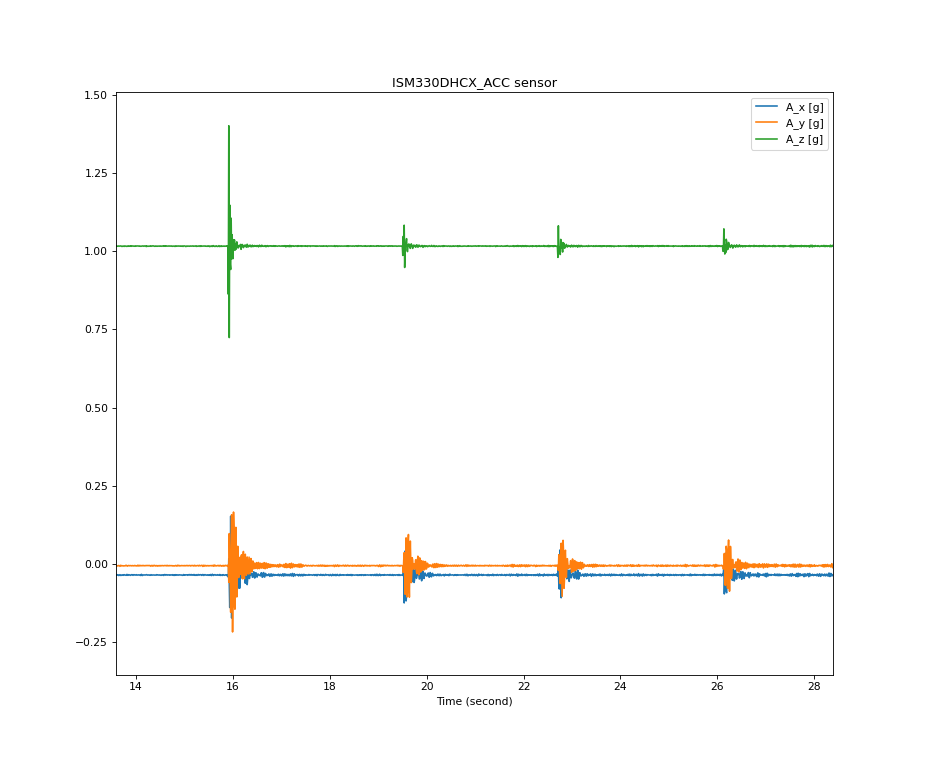 ISM330DHCX_ACC sensor
A_x [g]
A_y [g]
A_z [g]
1.50
1.25
1.00
0.75
0.50
0.25
0.00
−0.25
14 16 18 20 22 24 26 28
Time (second)